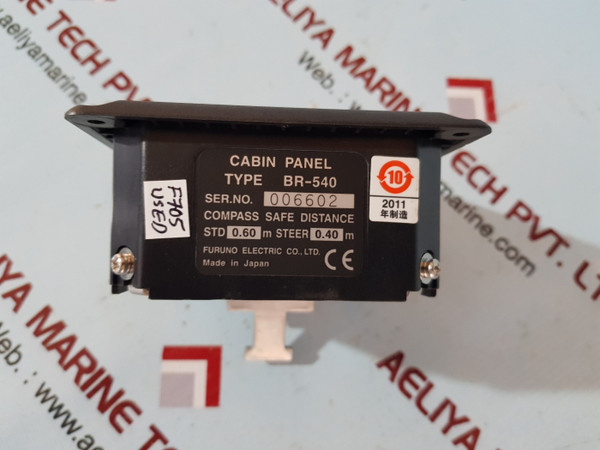 CABIN PANEL
TYPE BR-540
SER.NO. 006602
COMPASS SAFE DISTANCE
STD 0.60 m STEER 0.40 m
FURUNO ELECTRIC CO., LTD.
Made in Japan
CE
10
2011
年制造
F705
USED
AELIYA MARINE TECH PVT. LTD
Web. : www.aeliyamarine.com